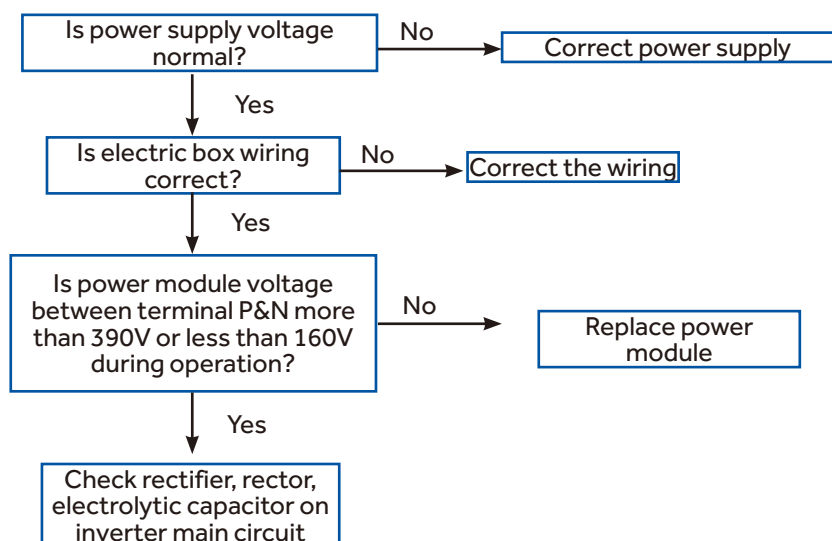 Is power supply voltage
normal?
No
Correct power supply
Yes
Is electric box wiring
correct?
No
Correct the wiring
Yes
Is power module voltage
between terminal P&N more
than 390V or less than 160V
during operation?
No
Replace power
module
Yes
Check rectifier, rector,
electrolytic capacitor on
inverter main circuit